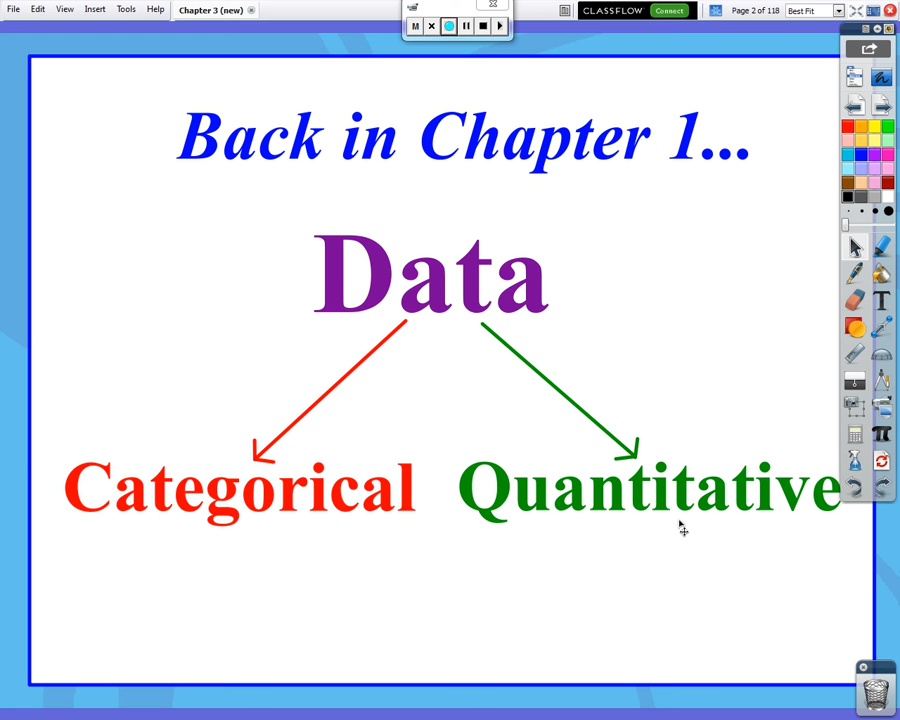 File Edit View Insert Tools Help Chapter 3 (new) CLASSFLOW Connect Page 2 of 118 Best Fit
M
Back in Chapter 1...
Data
Categorical Quantitative